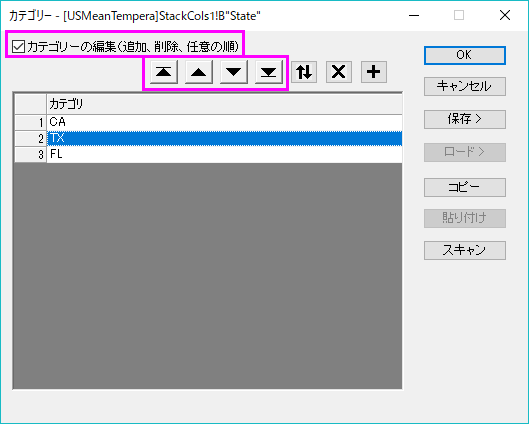 カテゴリー - [USMeanTempera]StackCols1!B"State"
カテゴリーの編集(追加、削除、任意の順)
カテゴリ
1 CA
2 TX
3 FL
OK
キャンセル
保存 >
ロード >
コピー
貼り付け
スキャン